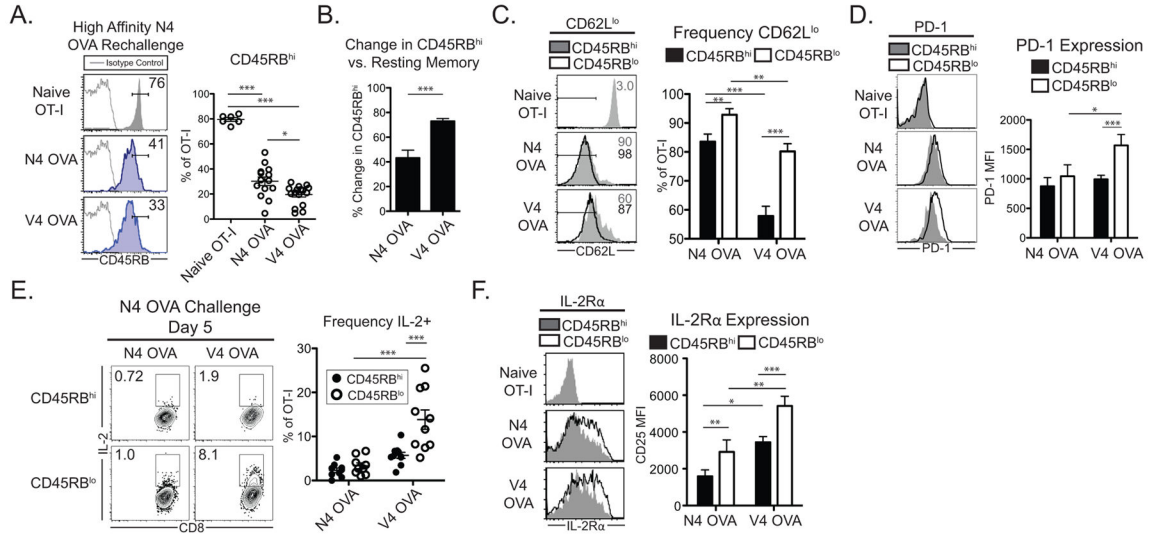 A.
High Affinity N4
OVA Rechallenge
Isotype Control
Naive
OT-I
76
N4 OVA
41
V4 OVA
33
CD45RB
CD45RBhi
% of OT-I
100
80
60
40
20
0
***
***
*
Naive OT-I
N4 OVA
V4 OVA
B.
Change in CD45RBhi
vs. Resting Memory
% Change in CD45RBhi
100
80
60
40
20
0
***
N4 OVA
V4 OVA
C.
CD62Llo
CD45RBhi
CD45RBlo
Naive
OT-I
3.0
N4
OVA
90
98
V4
OVA
60
87
CD62L
Frequency CD62Llo
CD45RBhi CD45RBlo
% of OT-I
100
90
80
70
60
50
**
***
**
***
N4 OVA V4 OVA
D.
PD-1
CD45RBhi
CD45RBlo
Naive
OT-I
N4
OVA
V4
OVA
PD-1
PD-1 Expression
CD45RBhi
CD45RBlo
PD-1 MFI
2000
1500
1000
500
0
*
***
N4 OVA V4 OVA
E.
N4 OVA Challenge
Day 5
N4 OVA V4 OVA
CD45RBhi
0.72 1.9
CD45RBlo
1.0 8.1
IL-2
CD8
Frequency IL-2+
***
***
CD45RBhi
CD45RBlo
% of OT-I
30
20
10
0
N4 OVA
V4 OVA
F.
IL-2Rα
CD45RBhi
CD45RBlo
Naive
OT-I
N4
OVA
V4
OVA
IL-2Rα
IL-2Rα Expression
CD45RBhi CD45RBlo
CD25 MFI
8000
6000
4000
2000
0
***
**
*
**
N4 OVA V4 OVA